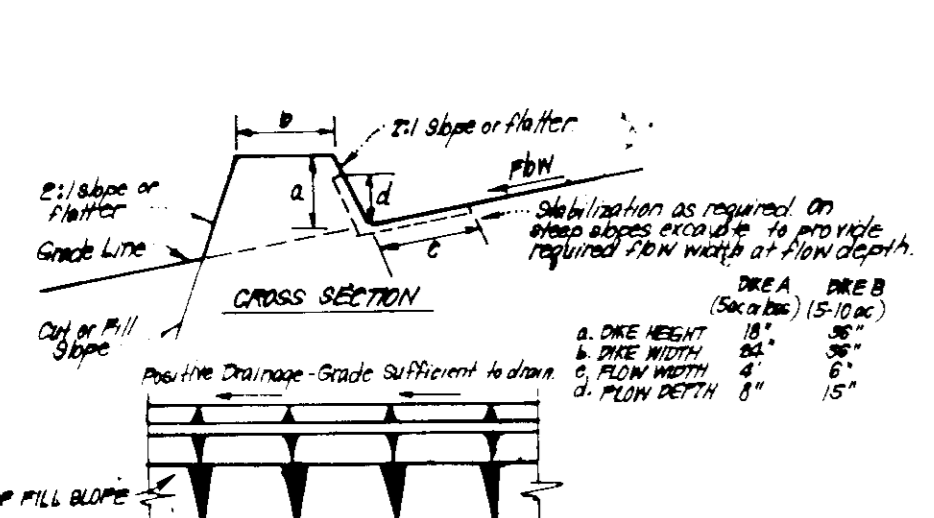 b
2:1 slope or flatter
Flow
2:1 slope or
flatter
a
d
Stabilization as required. On
steep slopes excavate to provide
required flow width at flow depth.
Grade Line
e
CROSS SECTION
DIKE A DIKE B
(5ac or less) (5-10 ac)
Cut or Fill
Slope
a. DIKE HEIGHT 18" 36"
b. DIKE WIDTH 24" 36"
c. FLOW WIDTH 4' 6'
d. FLOW DEPTH 8" 15"
Positive Drainage - Grade Sufficient to drain.
FILL SLOPE